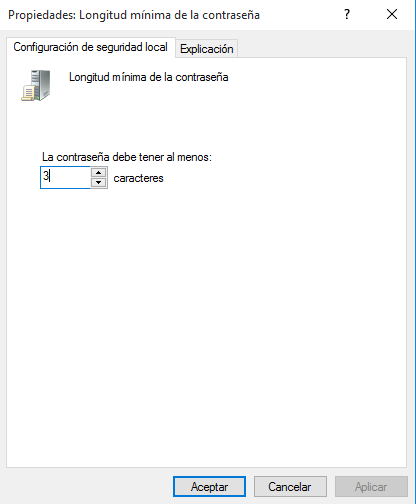 Propiedades: Longitud mínima de la contraseña
?
Configuración de seguridad local
Explicación
Longitud mínima de la contraseña
La contraseña debe tener al menos:
3 caracteres
Aceptar
Cancelar
Aplicar